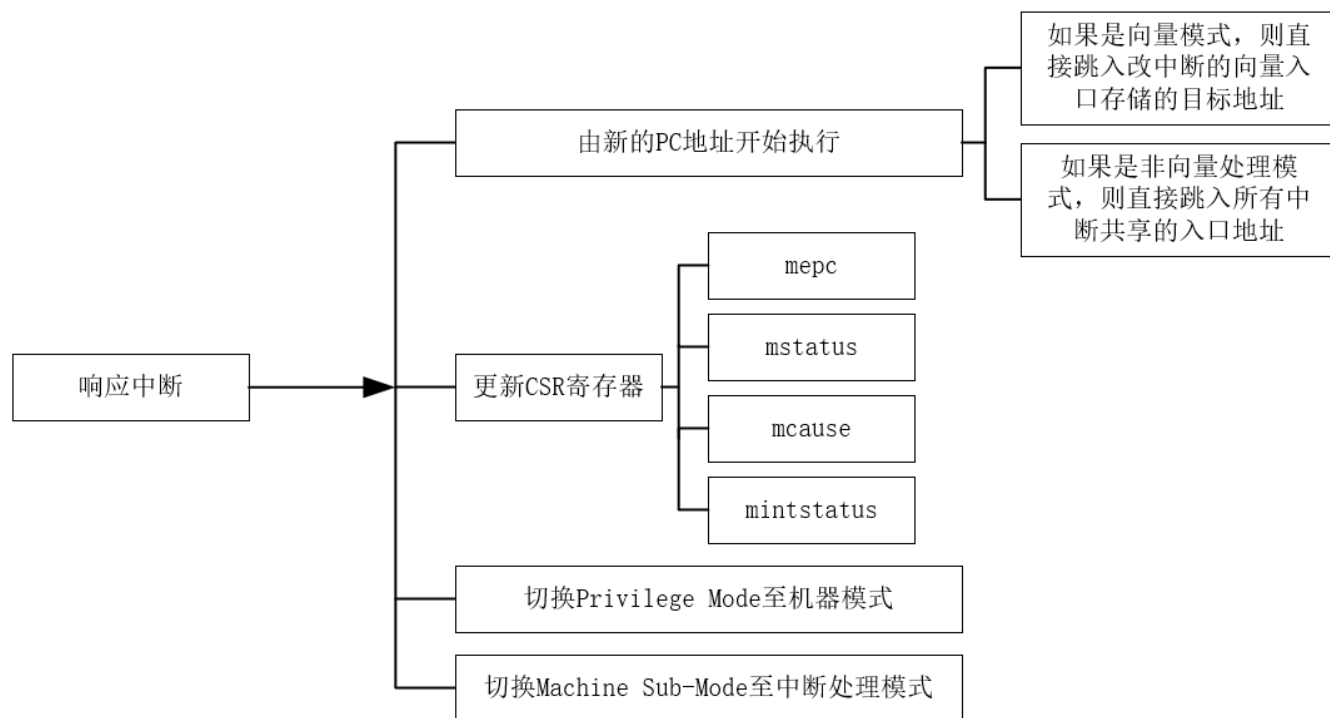 如果是向量模式，则直
接跳入改中断的向量入
口存储的目标地址
由新的PC地址开始执行
如果是非向量处理模
式，则直接跳入所有中
断共享的入口地址
mepc
mstatus
响应中断
更新CSR寄存器
mcause
mintstatus
切换Privilege Mode至机器模式
切换Machine Sub-Mode至中断处理模式